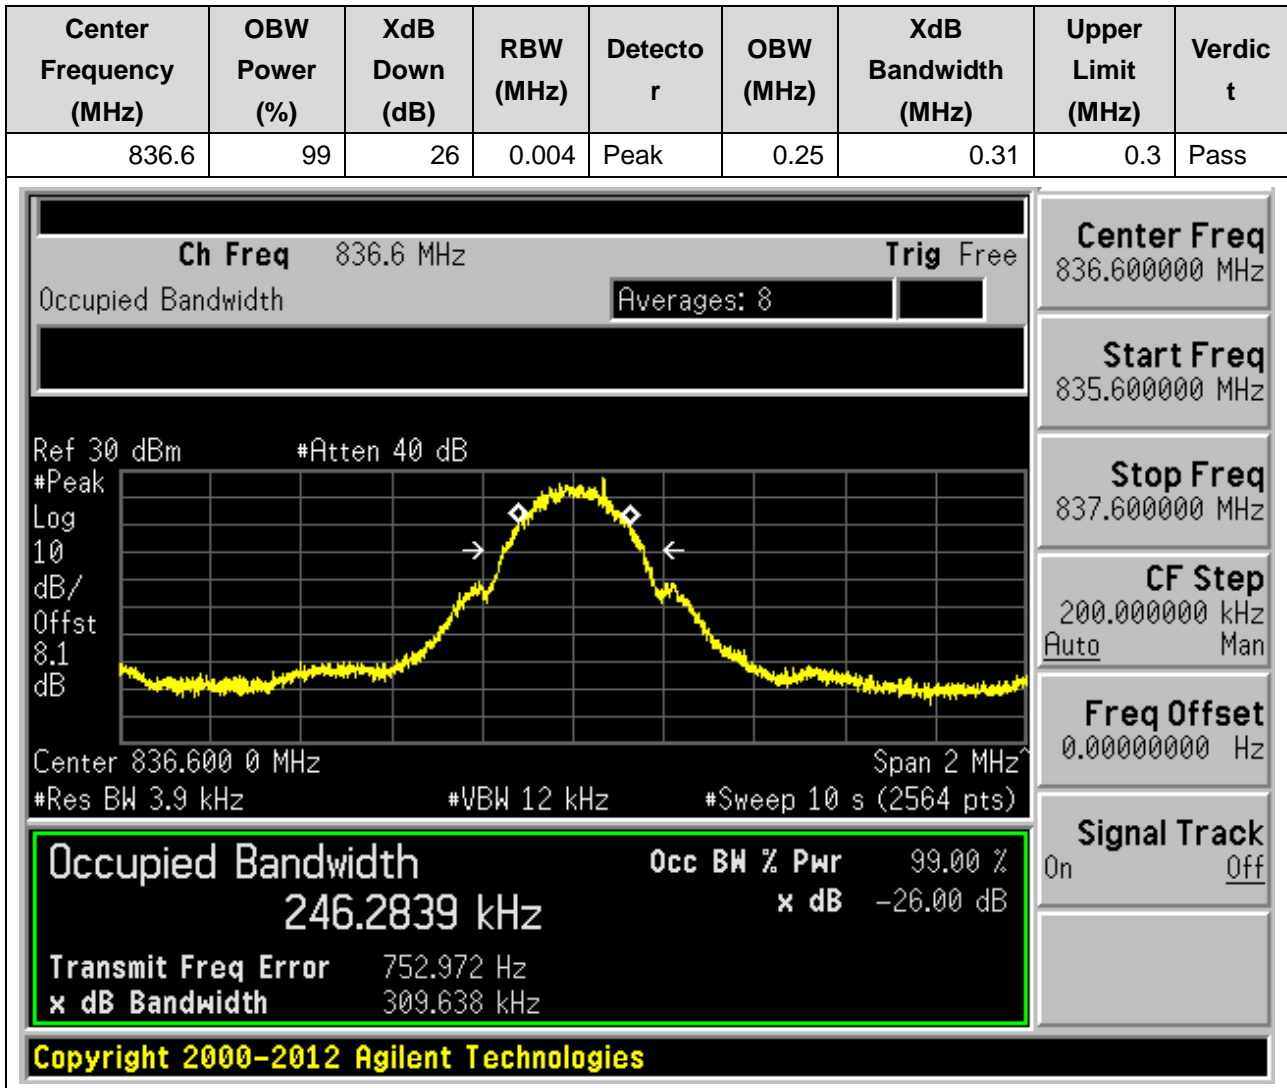 Center Frequency (MHz) OBW Power (%) XdB Down (dB) RBW (MHz) Detecto r OBW (MHz) XdB Bandwidth (MHz) Upper Limit (MHz) Verdic t
836.6 99 26 0.004 Peak 0.25 0.31 0.3 Pass
Ch Freq 836.6 MHz Trig Free
Occupied Bandwidth Averages: 8
Ref 30 dBm #Atten 40 dB
#Peak
Log
10
dB/
Offst
8.1
dB
Center 836.600 0 MHz Span 2 MHz^
#Res BW 3.9 kHz #VBW 12 kHz #Sweep 10 s (2564 pts)
Occupied Bandwidth Occ BW % Pwr 99.00 %
246.2839 kHz x dB -26.00 dB
Transmit Freq Error 752.972 Hz
x dB Bandwidth 309.638 kHz
Copyright 2000-2012 Agilent Technologies
Center Freq
836.600000 MHz
Start Freq
835.600000 MHz
Stop Freq
837.600000 MHz
CF Step
200.000000 kHz
Auto Man
Freq Offset
0.00000000 Hz
Signal Track
On Off